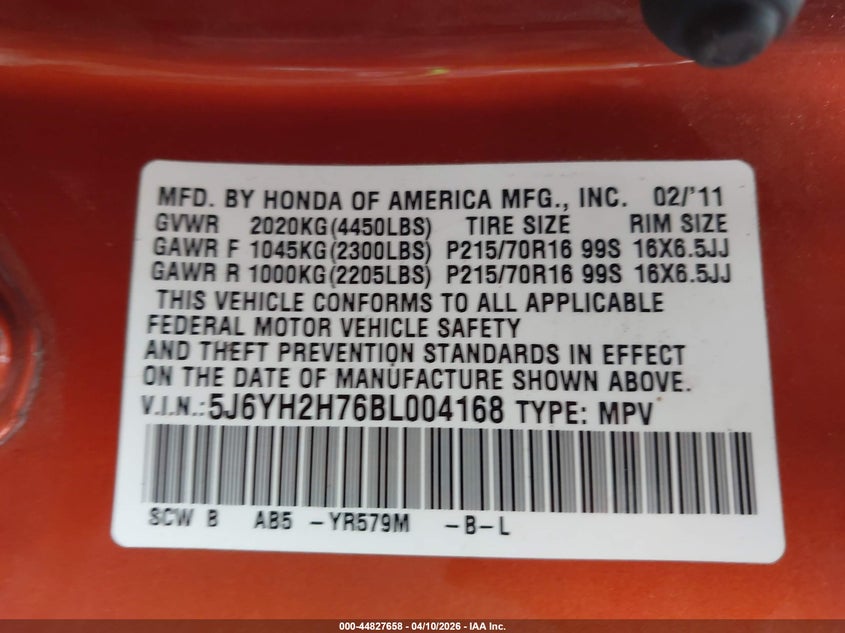 MFD. BY HONDA OF AMERICA MFG., INC. 02/'11
GVWR 2020KG(4450LBS) TIRE SIZE RIM SIZE
GAWR F 1045KG(2300LBS) P215/70R16 99S 16X6.5JJ
GAWR R 1000KG(2205LBS) P215/70R16 99S 16X6.5JJ
THIS VEHICLE CONFORMS TO ALL APPLICABLE
FEDERAL MOTOR VEHICLE SAFETY
AND THEFT PREVENTION STANDARDS IN EFFECT
ON THE DATE OF MANUFACTURE SHOWN ABOVE.
V.I.N.: 5J6YH2H76BL004168 TYPE: MPV
SCW B AB5 -YR579M -B-L
000-44827658 - 04/10/2026 - IAA Inc.